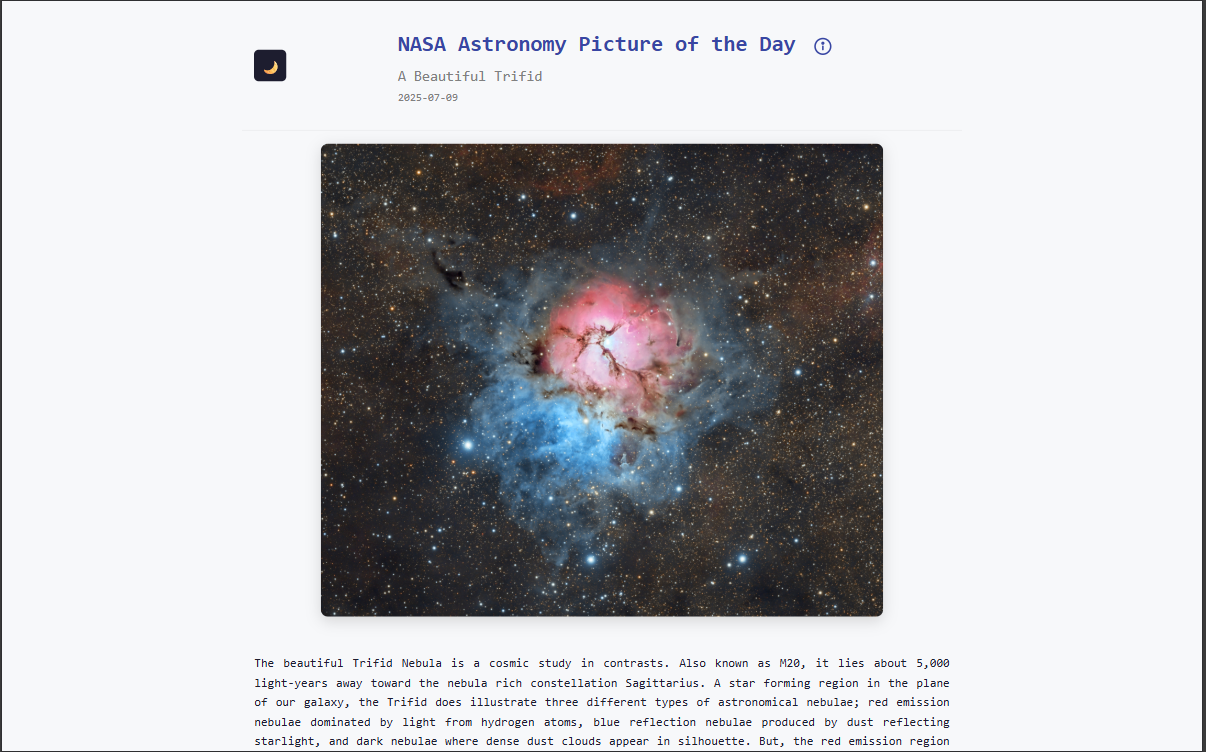 NASA Astronomy Picture of the Day
A Beautiful Trifid
2025-07-09
The beautiful Trifid Nebula is a cosmic study in contrasts. Also known as M20, it lies about 5,000
light-years away toward the nebula rich constellation Sagittarius. A star forming region in the plane
of our galaxy, the Trifid does illustrate three different types of astronomical nebulae; red emission
nebulae dominated by light from hydrogen atoms, blue reflection nebulae produced by dust reflecting
starlight, and dark nebulae where dense dust clouds appear in silhouette. But, the red emission region